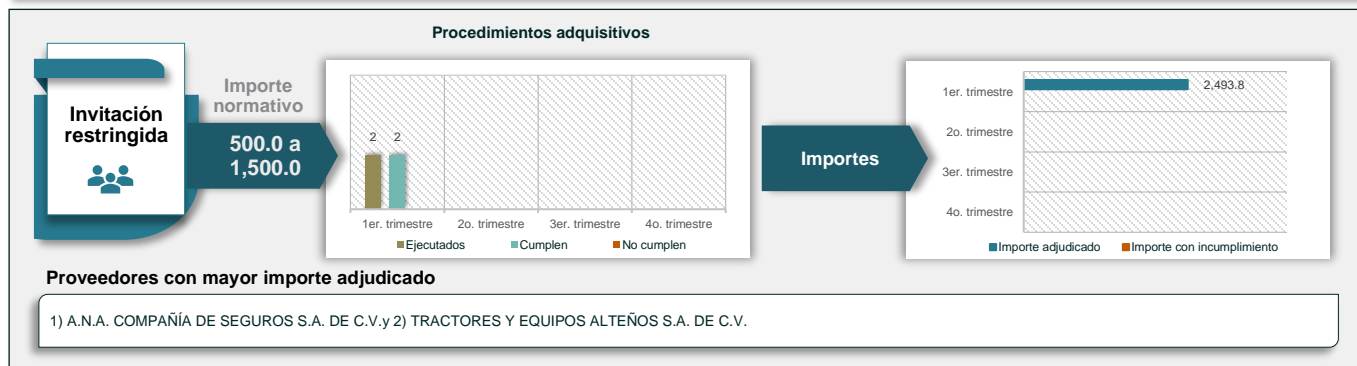 Procedimientos adquisitivos
Invitación
restringida
Importe
normativo
500.0 a
1,500.0
2 2
1er. trimestre 2o. trimestre 3er. trimestre 4o. trimestre
Ejecutados Cumplen No cumplen
Importes
1er. trimestre 2,493.8
2o. trimestre
3er. trimestre
4o. trimestre
Importe adjudicado Importe con incumplimiento
Proveedores con mayor importe adjudicado
1) A.N.A. COMPAÑÍA DE SEGUROS S.A. DE C.V.y 2) TRACTORES Y EQUIPOS ALTEÑOS S.A. DE C.V.